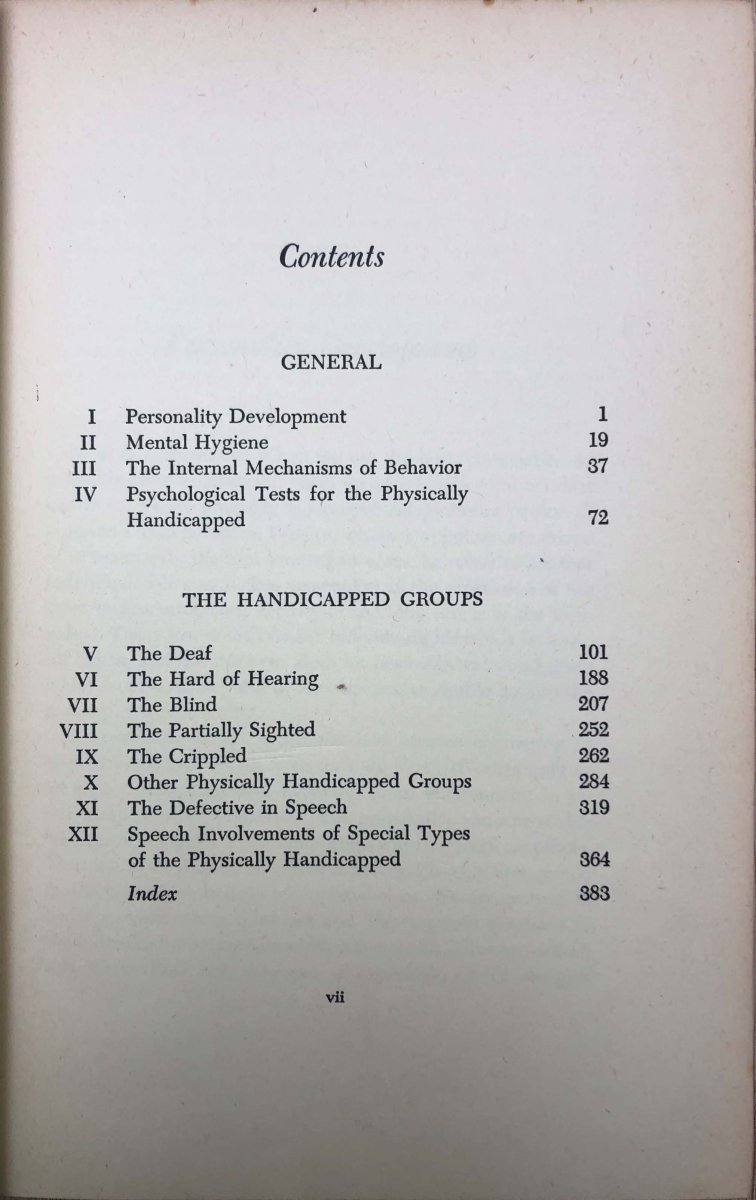 Contents
GENERAL
I Personality Development 1
II Mental Hygiene 19
III The Internal Mechanisms of Behavior 37
IV Psychological Tests for the Physically
Handicapped 72
THE HANDICAPPED GROUPS
V The Deaf 101
VI The Hard of Hearing 188
VII The Blind 207
VIII The Partially Sighted 252
IX The Crippled 262
X Other Physically Handicapped Groups 284
XI The Defective in Speech 319
XII Speech Involvements of Special Types
of the Physically Handicapped 364
Index 383
vii